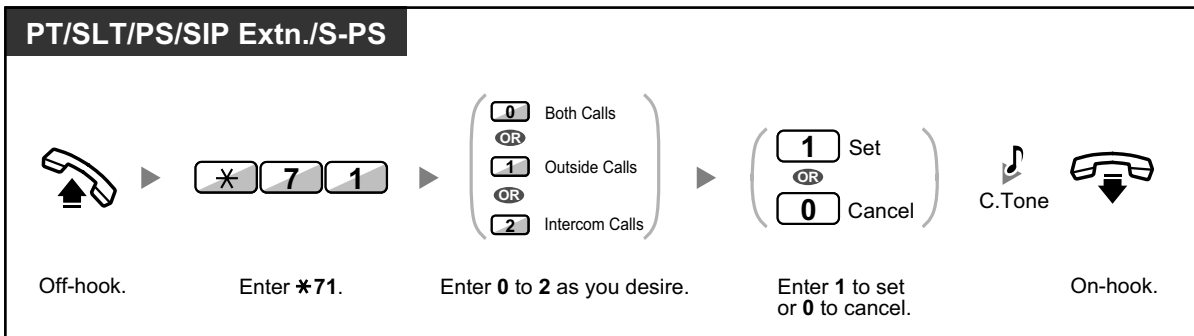 PT/SLT/PS/SIP Extn./S-PS
0 Both Calls
OR
1 Outside Calls
OR
2 Intercom Calls
1 Set
OR
0 Cancel
＊ 7 1
C.Tone
Off-hook.
Enter ＊71.
Enter 0 to 2 as you desire.
Enter 1 to set
or 0 to cancel.
On-hook.